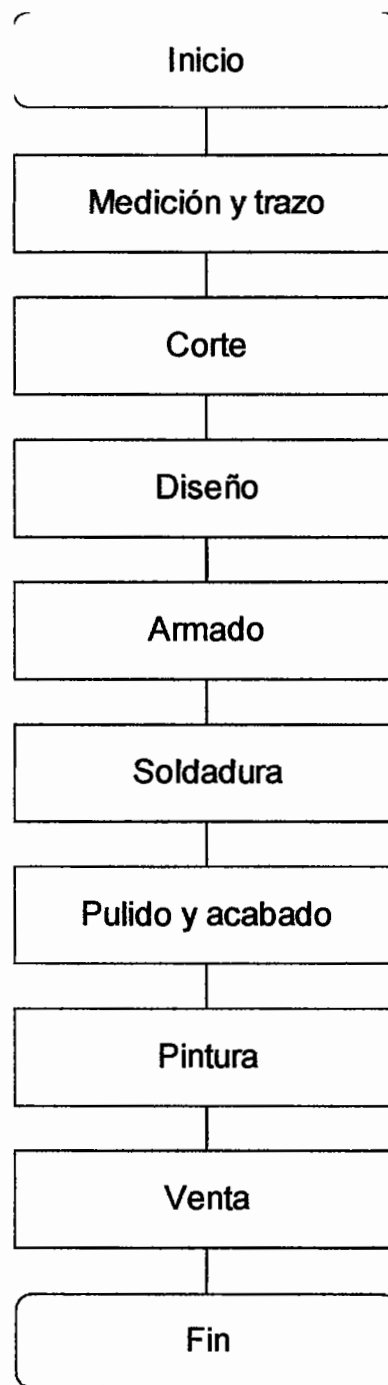 Inicio
Medición y trazo
Corte
Diseño
Armado
Soldadura
Pulido y acabado
Pintura
Venta
Fin